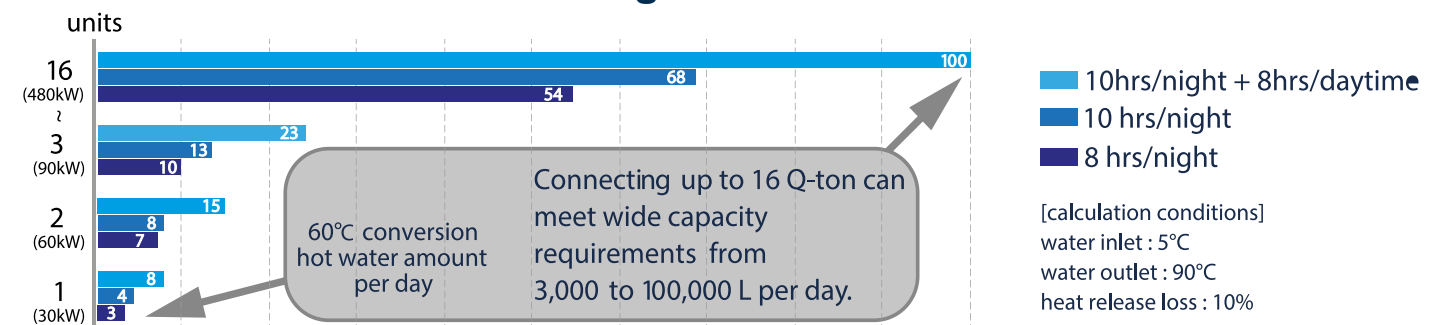 units
16
(480kW)
~
3
(90kW)
2
(60kW)
1
(30kW)
100
68
54
23
13
10
15
8
7
8
4
3
60℃ conversion
hot water amount
per day
Connecting up to 16 Q-ton can
meet wide capacity
requirements from
3,000 to 100,000 L per day.
10hrs/night + 8hrs/daytime
10 hrs/night
8 hrs/night
[calculation conditions]
water inlet : 5°C
water outlet : 90°C
heat release loss : 10%